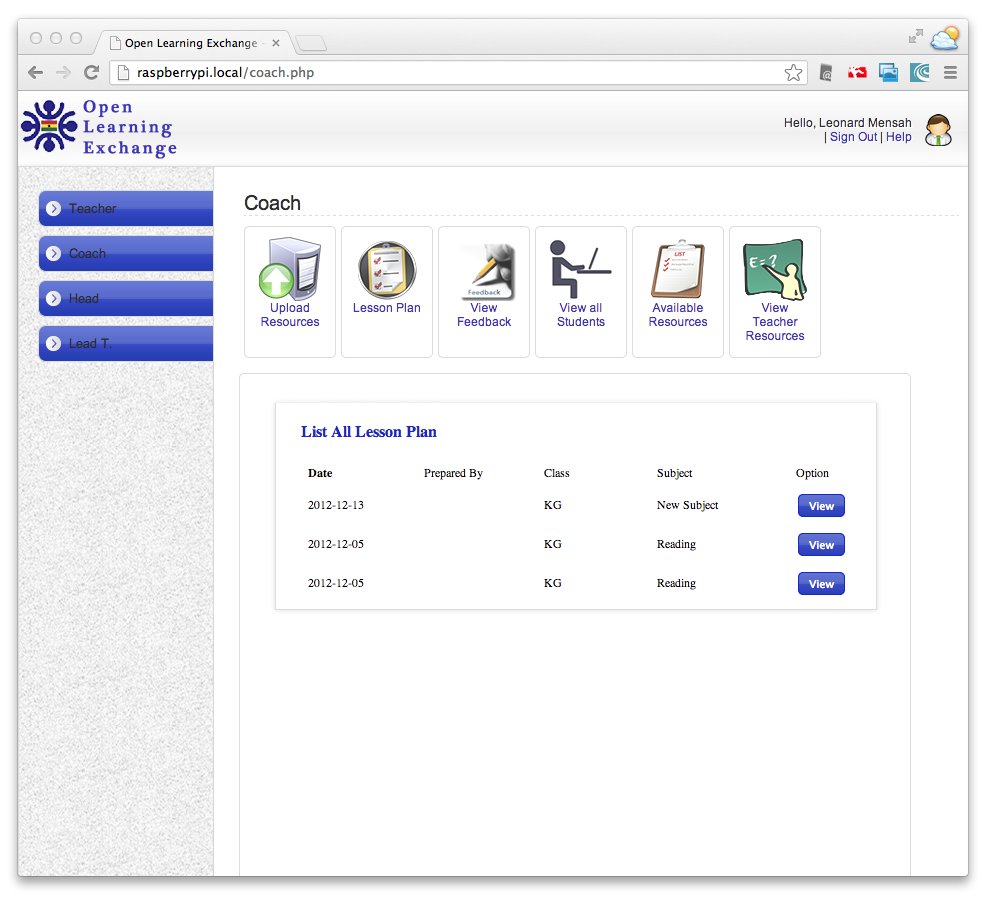 Open Learning Exchange
raspberrypi.local/coach.php
Open
Learning
Exchange
Hello, Leonard Mensah
| Sign Out | Help
Teacher
Coach
Head
Lead T.
Coach
Upload
Resources
Lesson Plan
Feedback
View
Feedback
View all
Students
LIST
Available
Resources
E=?
View
Teacher
Resources
List All Lesson Plan
Date Prepared By Class Subject Option
2012-12-13 KG New Subject View
2012-12-05 KG Reading View
2012-12-05 KG Reading View